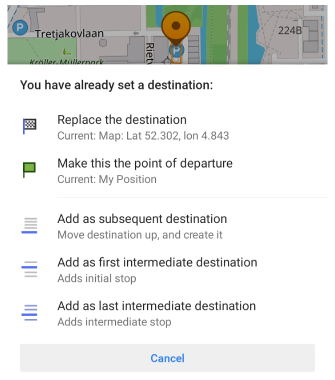 P
Tretjakovlaan
224B
Riet
Kröller-Müllerpark
You have already set a destination:
Replace the destination
Current: Map: Lat 52.302, lon 4.843
Make this the point of departure
Current: My Position
Add as subsequent destination
Move destination up, and create it
Add as first intermediate destination
Adds initial stop
Add as last intermediate destination
Adds intermediate stop
Cancel